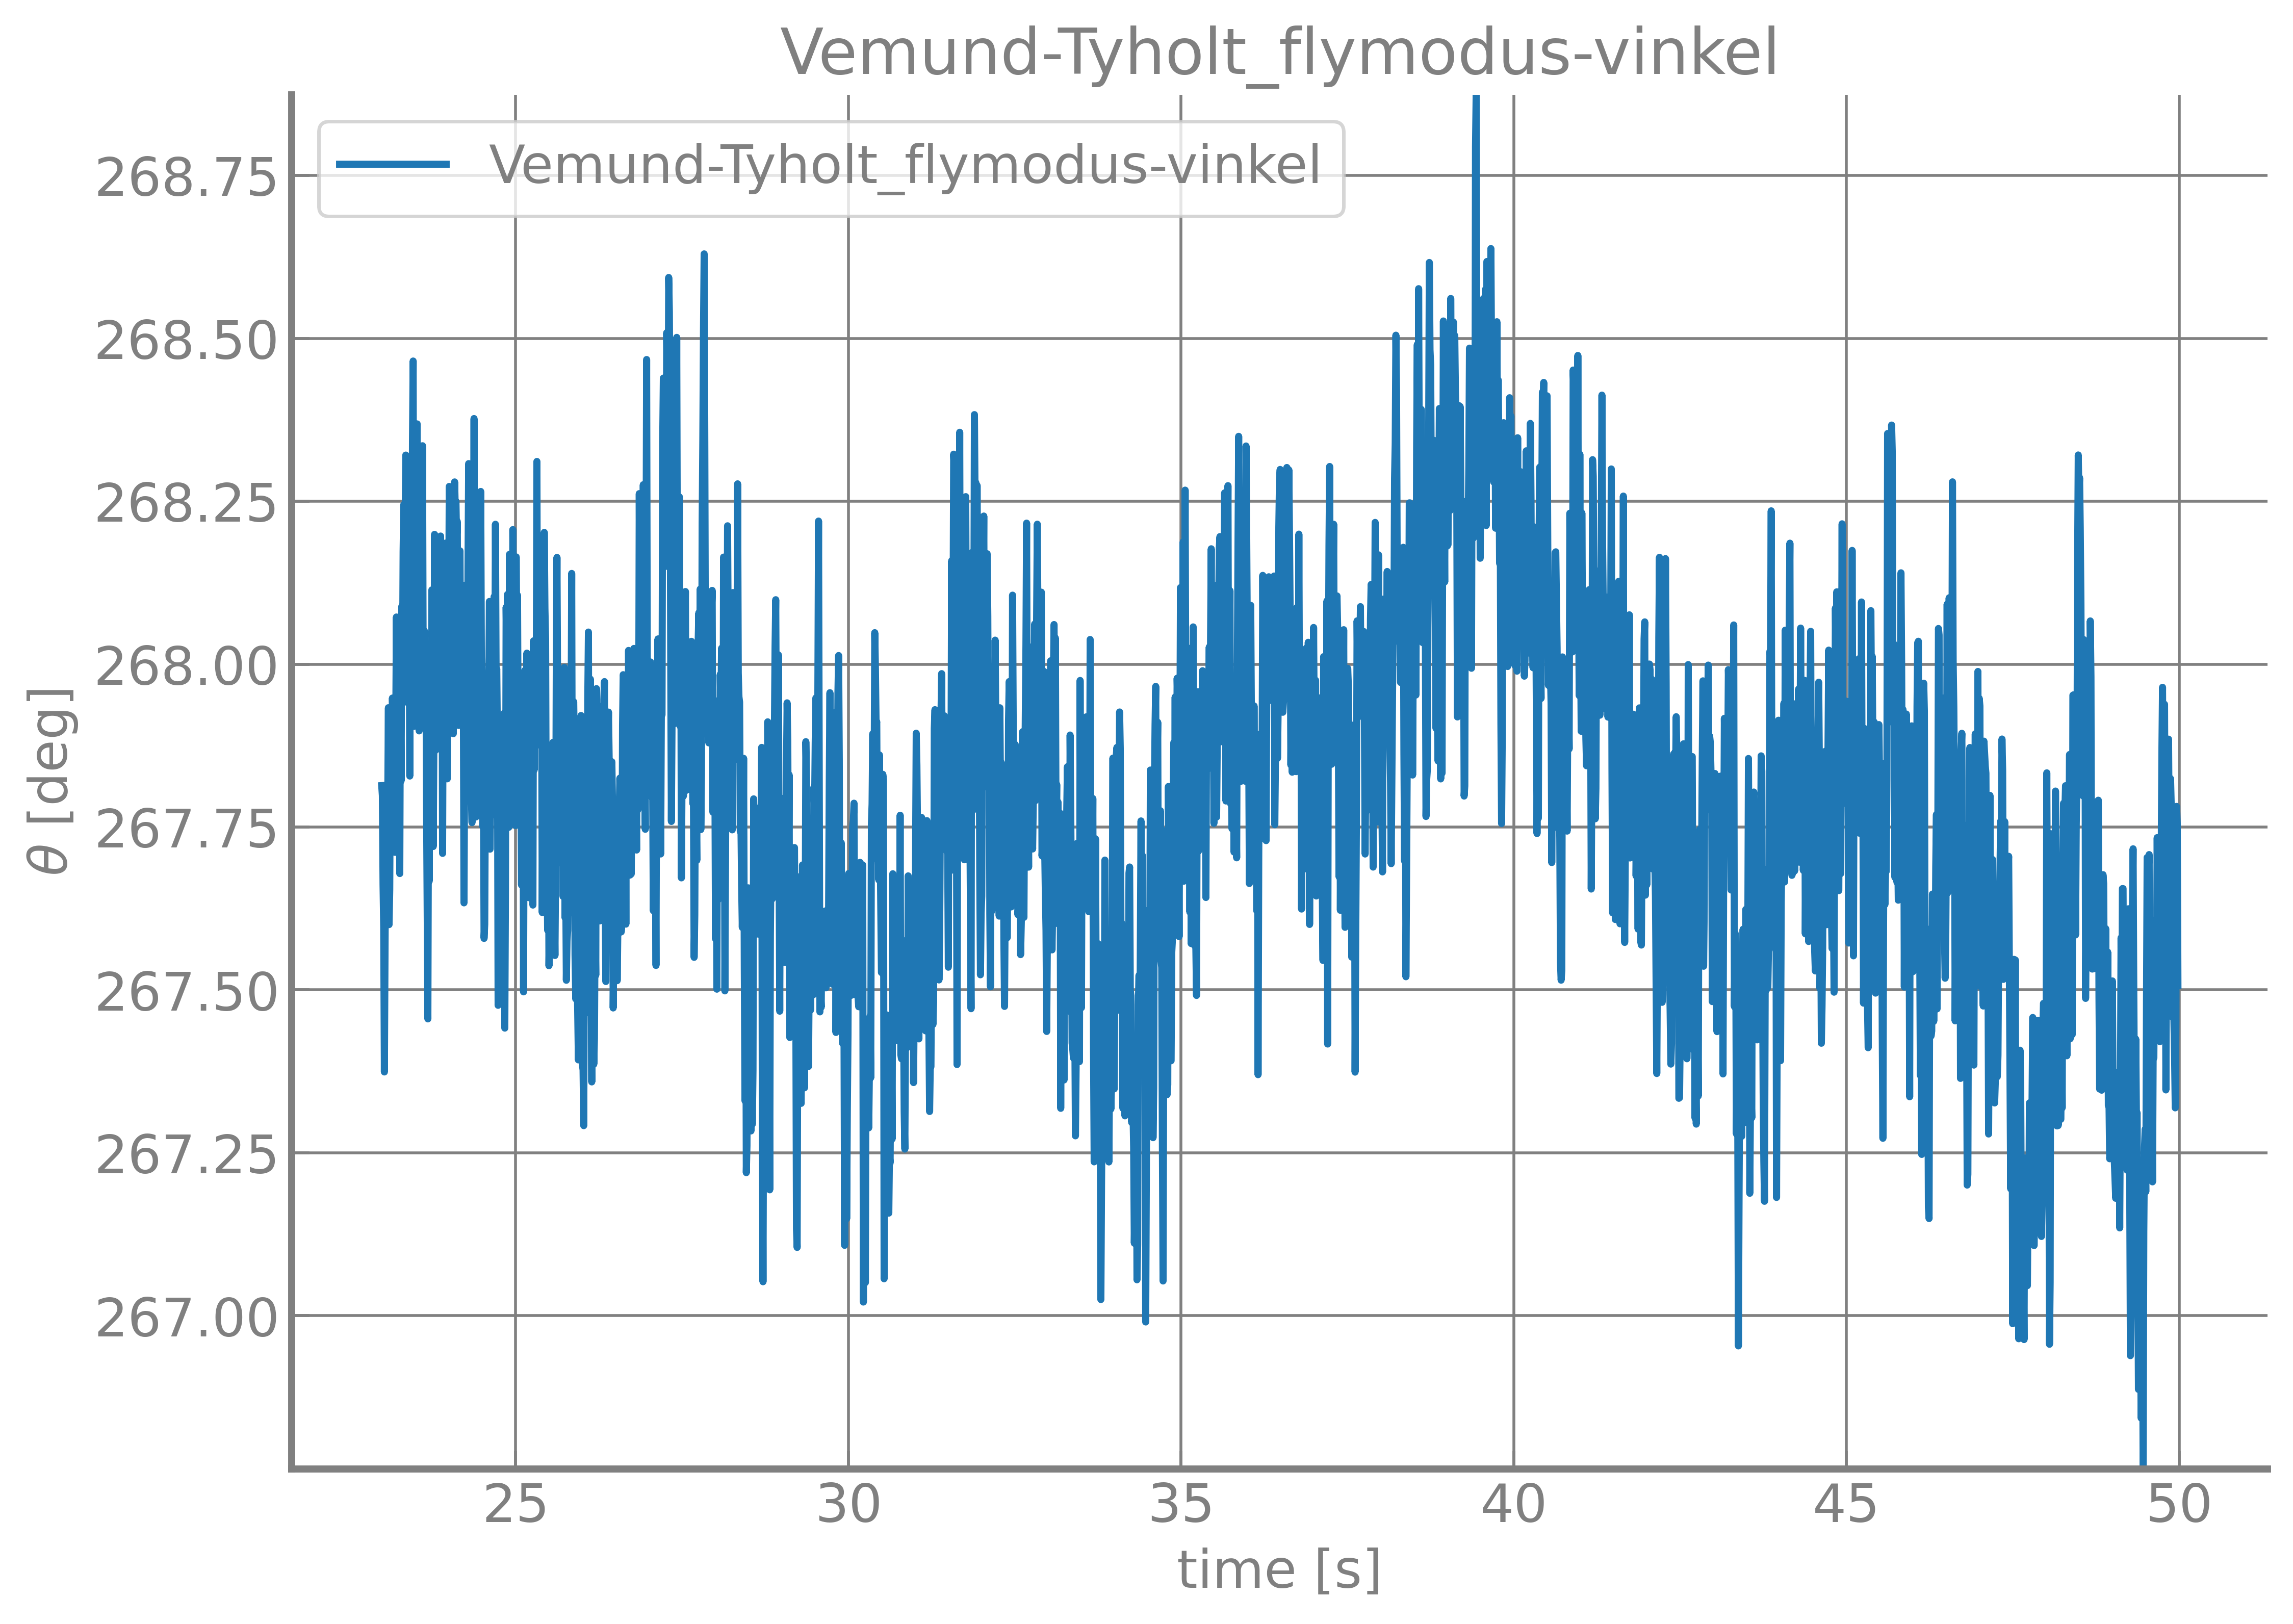 Vemund-Tyholt_flymodus-vinkel
Vemund-Tyholt_flymodus-vinkel
268.75
268.50
268.25
268.00
267.75
267.50
267.25
267.00
θ [deg]
25 30 35 40 45 50
time [s]